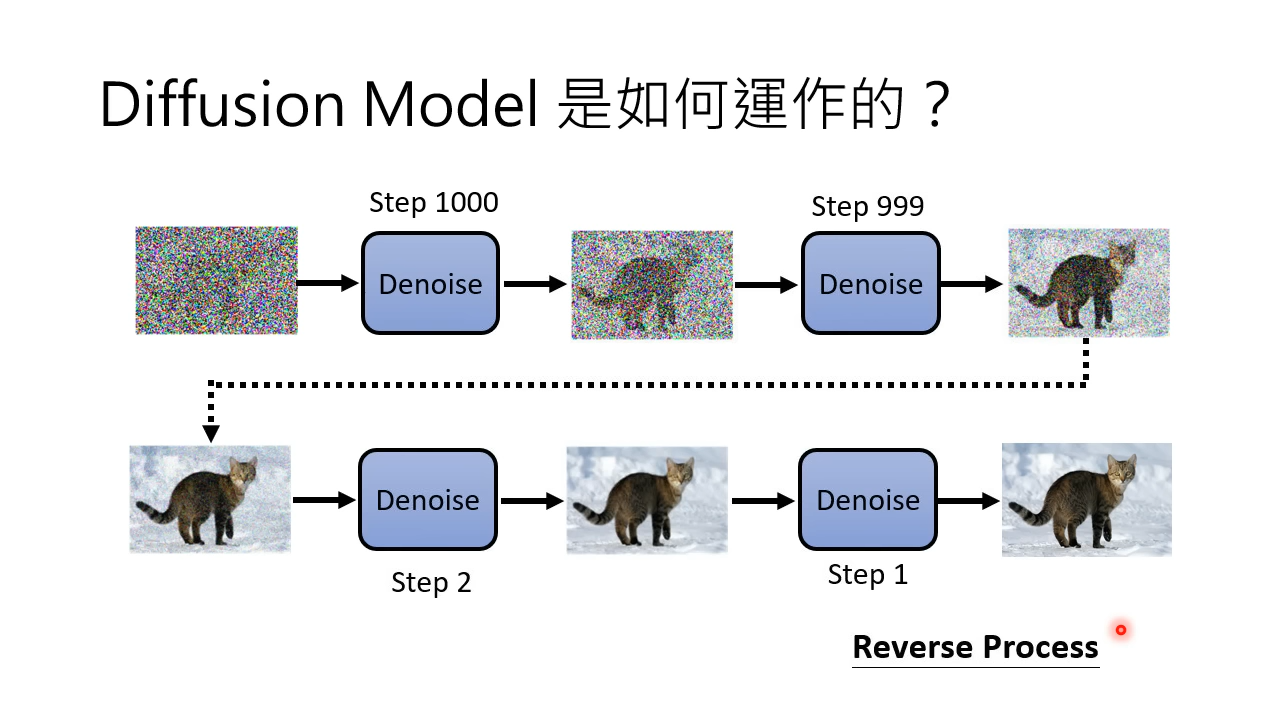 Diffusion Model 是如何運作的？
Step 1000
Step 999
Denoise
Denoise
Denoise
Denoise
Step 2
Step 1
Reverse Process